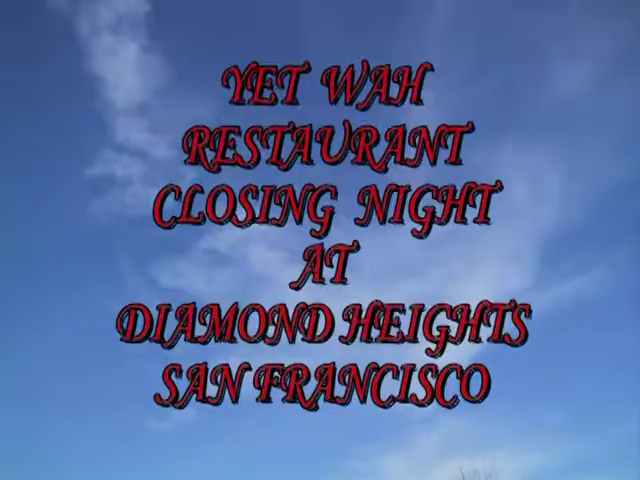 YET WAH
RESTAURANT
CLOSING NIGHT
AT
DIAMOND HEIGHTS
SAN FRANCISCO